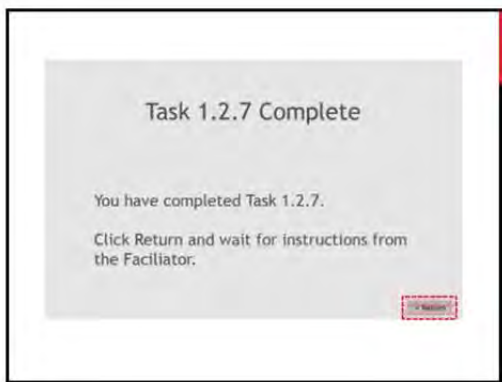 Task 1.2.7 Complete
You have completed Task 1.2.7.
Click Return and wait for instructions from
the Faciliator.
< Return